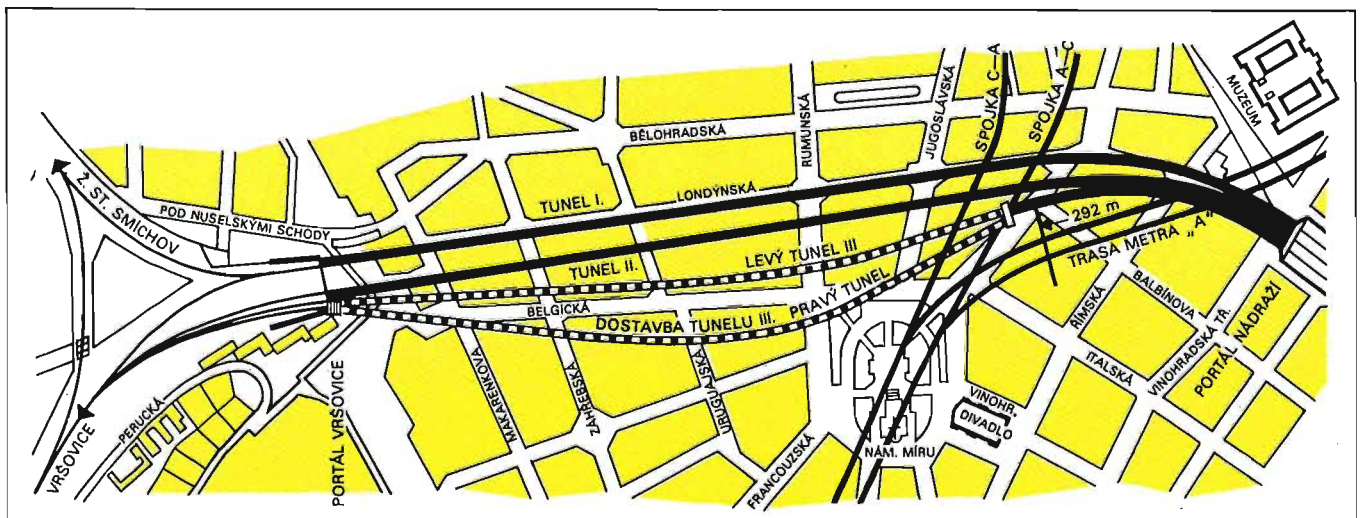 MUZEUM
SPOJKA C–A
SPOJKA A–C
JUGOSLÁVSKÁ
RUMUNSKÁ
BĚLOHRADSKÁ
Ž. ST. SMÍCHOV
POD NUSELSKÝMI SCHODY
TUNEL I.
LONDÝNSKÁ
292 m
TRASA METRA „A"
TUNEL II.
LEVÝ TUNEL III
PRAVÝ TUNEL
BELGICKÁ
DOSTAVBA TUNELU III.
ŘÍMSKÁ
BALBÍNOVA
ITALSKÁ
VINOHRADSKÁ TŘ.
PORTÁL NÁDRAŽÍ
MAKARENKOVA
ZÁHŘEBSKÁ
URUGUAJSKÁ
VINOHR.
DIVADLO
NÁM. MÍRU
FRANCOUZSKÁ
PERUCKÁ
VRŠOVICE
PORTÁL VRŠOVICE